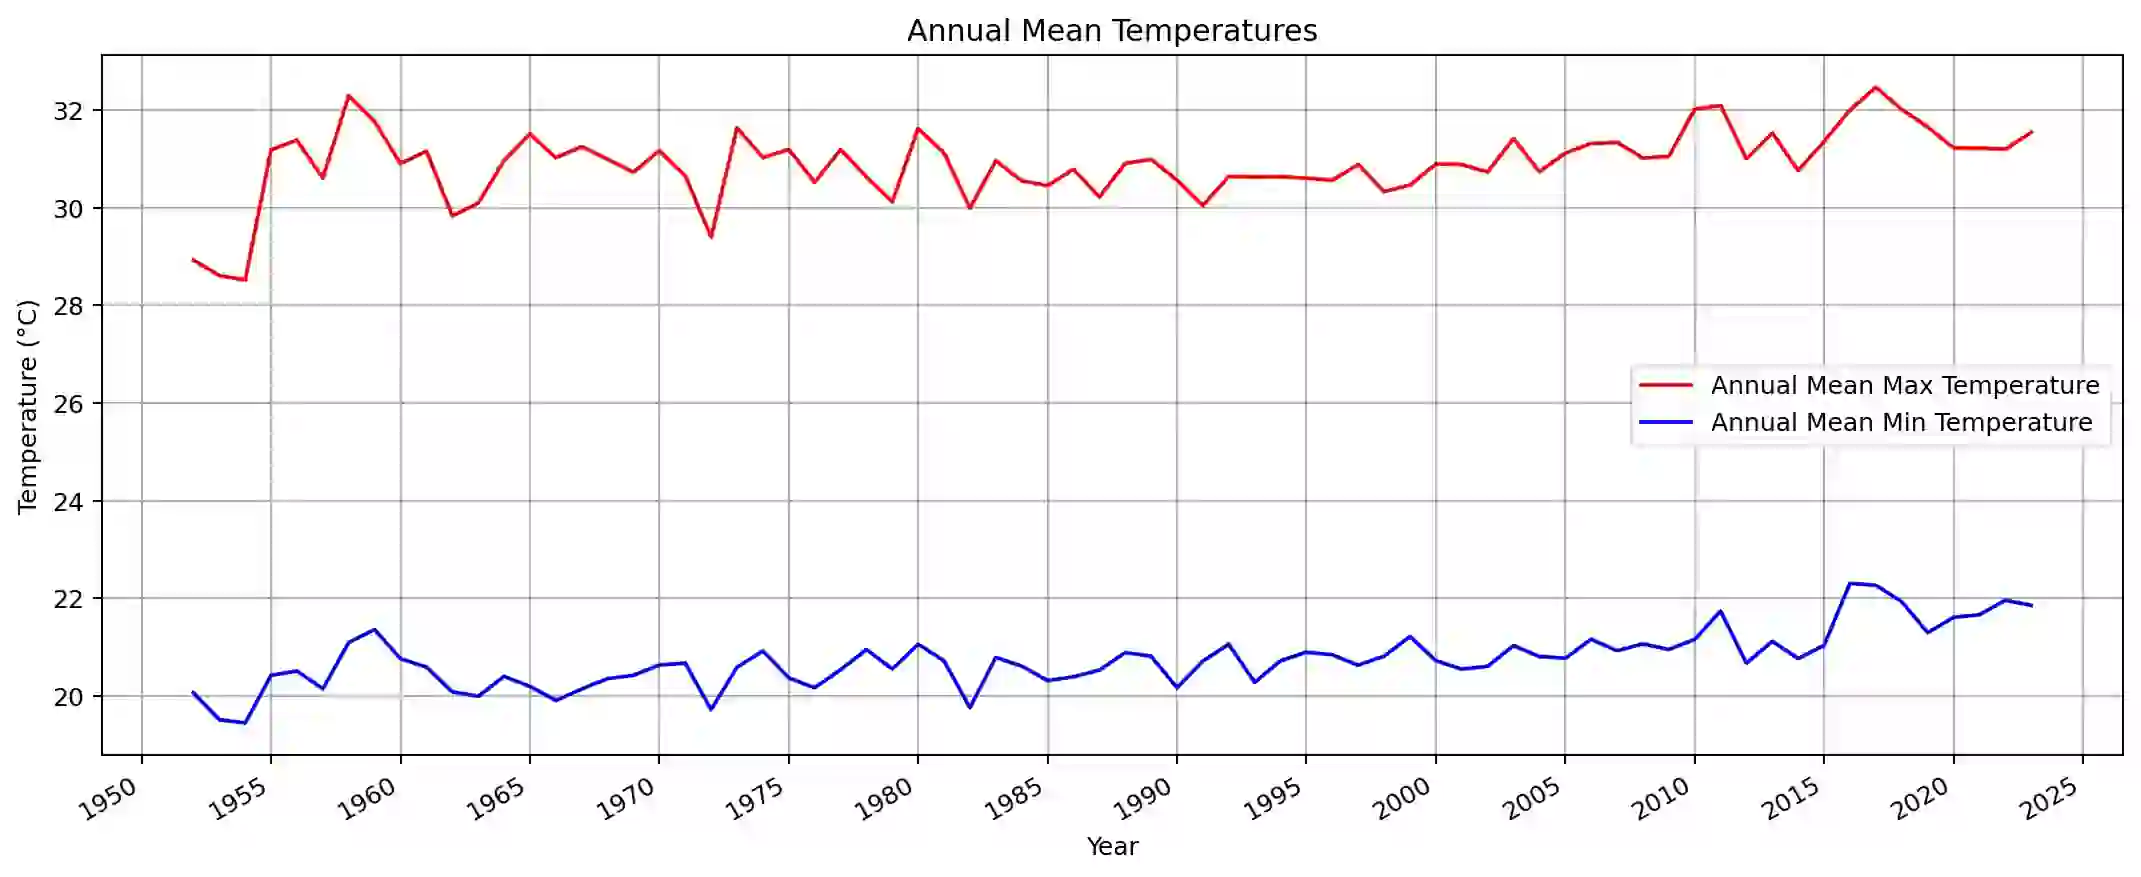 Annual Mean Temperatures
Temperature (°C)
32
30
28
26
24
22
20
Annual Mean Max Temperature
Annual Mean Min Temperature
1950 1955 1960 1965 1970 1975 1980 1985 1990 1995 2000 2005 2010 2015 2020 2025
Year